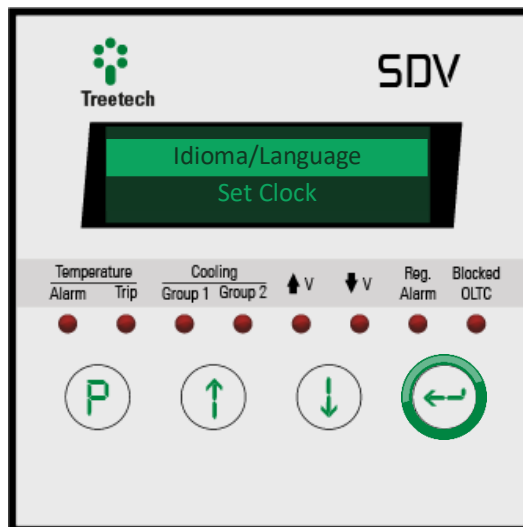 Treetech
SDV
Idioma/Language
Set Clock
Temperature
Alarm Trip
Cooling
Group 1 Group 2
V
V
Reg.
Alarm
Blocked
OLTC
P